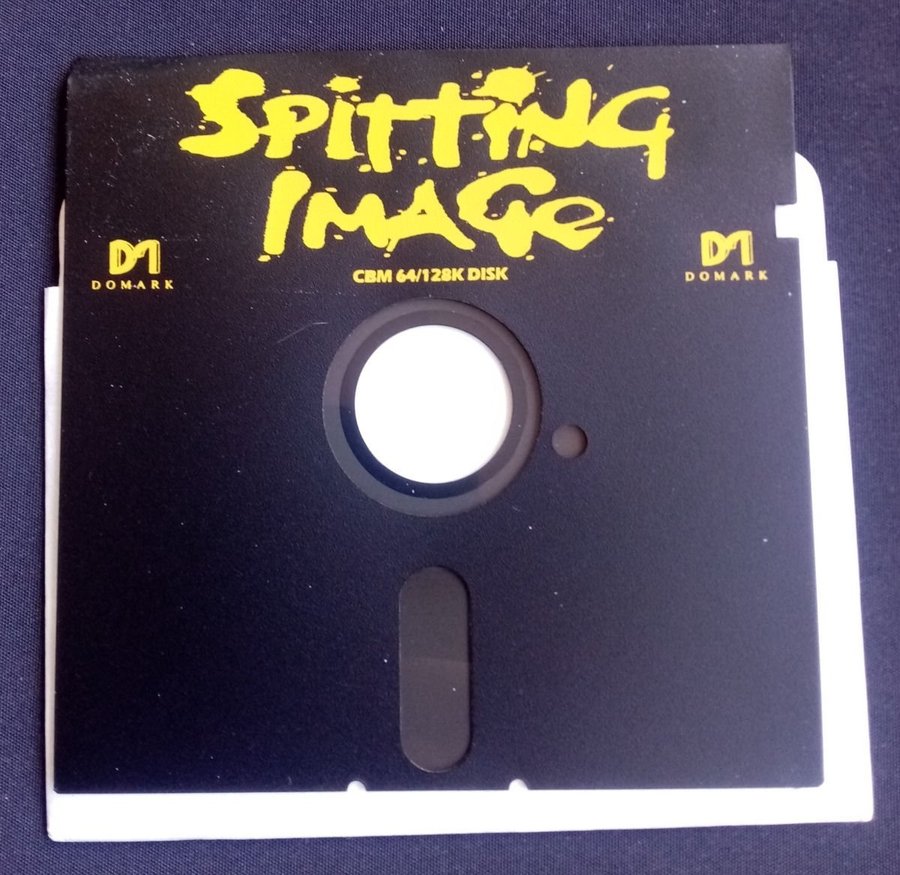 SPITTING
IMAGE
DM
DOMARK
CBM 64/128K DISK
DM
DOMARK